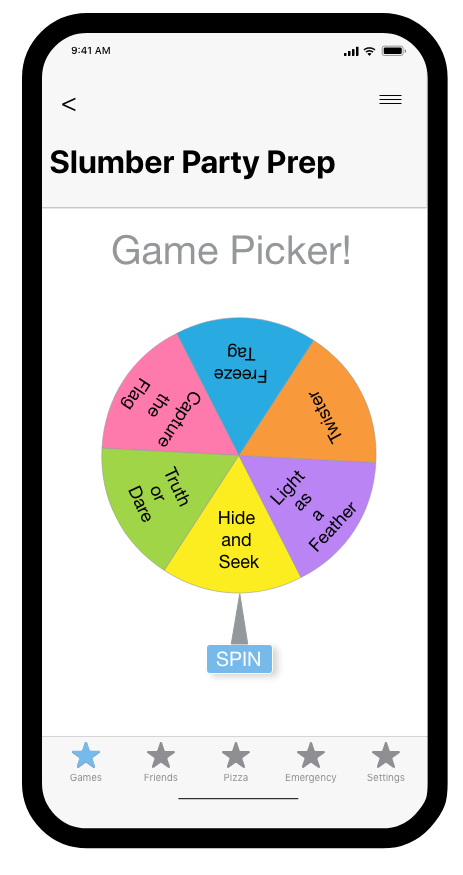 9:41 AM
<
Slumber Party Prep
Game Picker!
Freeze
Tag
Twister
Light
as
a
Feather
Hide
and
Seek
Truth
or
Dare
Capture
the
Flag
SPIN
Games
Friends
Pizza
Emergency
Settings